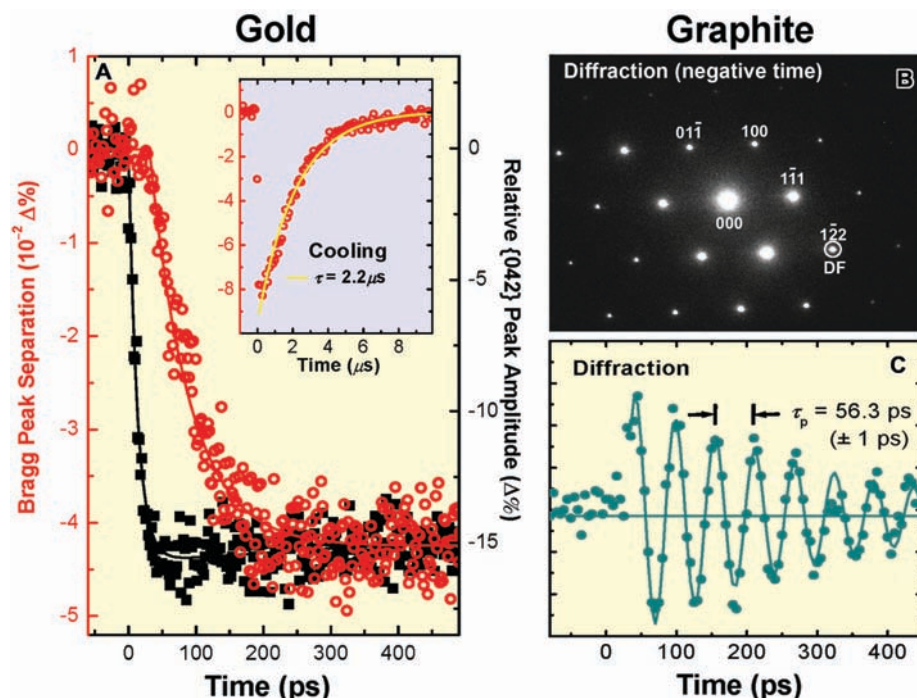 Gold
Graphite
A
1
0
-1
-2
-3
-4
-5
Bragg Peak Separation (10⁻² Δ%)
0
-2
-4
-6
-8
Cooling
τ = 2.2μs
0 2 4 6 8
Time (μs)
0
-5
-10
-15
Relative {042} Peak Amplitude (Δ%)
0 100 200 300 400
Time (ps)
Diffraction (negative time)
B
011̄
100
11̄1
000
12̄2
DF
Diffraction
C
τp = 56.3 ps
(± 1 ps)
0 100 200 300 400
Time (ps)